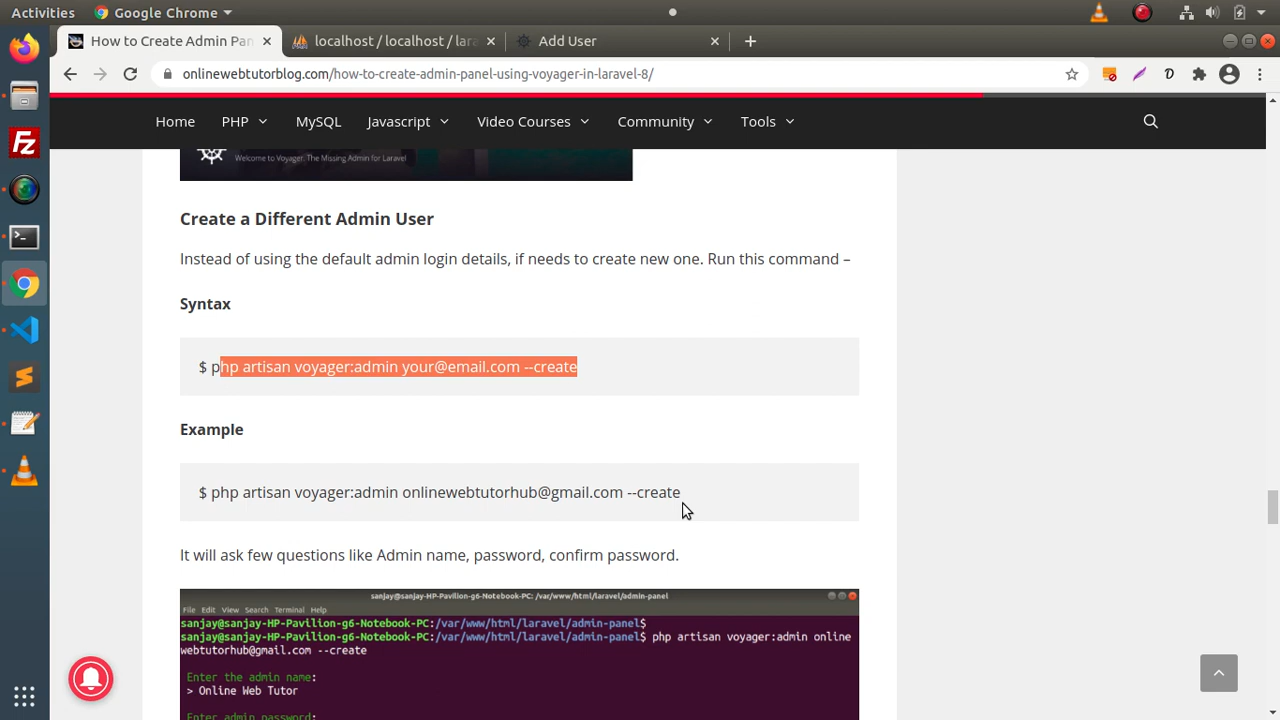 Activities
Google Chrome
How to Create Admin Pan
localhost / localhost / lara
Add User
onlinewebtutorblog.com/how-to-create-admin-panel-using-voyager-in-laravel-8/
Home PHP MySQL Javascript Video Courses Community Tools
Welcome to Voyager. The Missing Admin for Laravel
Create a Different Admin User
Instead of using the default admin login details, if needs to create new one. Run this command –
Syntax
$ php artisan voyager:admin your@email.com --create
Example
$ php artisan voyager:admin onlinewebtutorhub@gmail.com --create
It will ask few questions like Admin name, password, confirm password.
sanjay@sanjay-HP-Pavilion-g6-Notebook-PC: /var/www/html/laravel/admin-panel
File Edit View Search Terminal Help
sanjay@sanjay-HP-Pavilion-g6-Notebook-PC:/var/www/html/laravel/admin-panel$
sanjay@sanjay-HP-Pavilion-g6-Notebook-PC:/var/www/html/laravel/admin-panel$ php artisan voyager:admin online
webtutorhub@gmail.com --create
Enter the admin name:
> Online Web Tutor
Enter admin password: